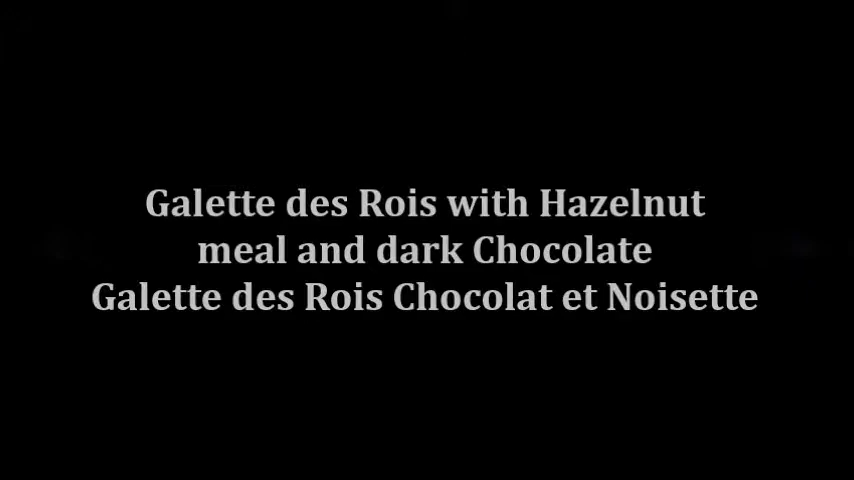 Galette des Rois with Hazelnut
meal and dark Chocolate
Galette des Rois Chocolat et Noisette